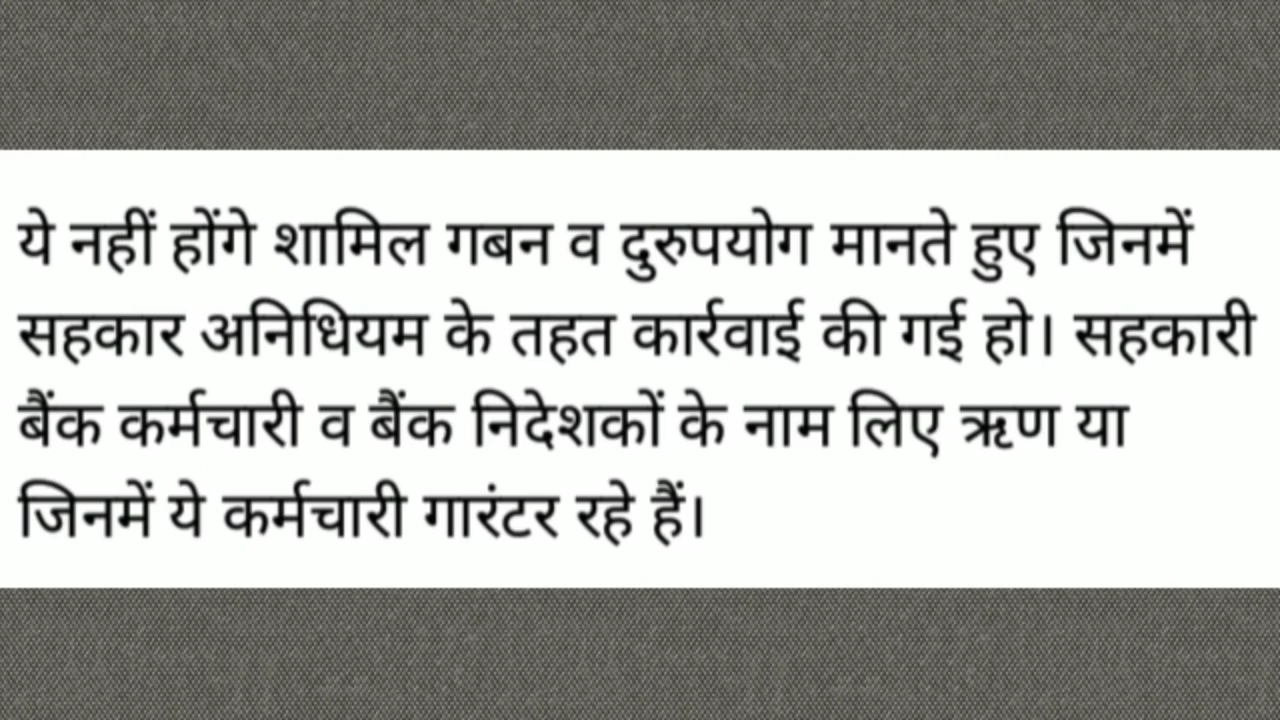 ये नहीं होंगे शामिल गबन व दुरुपयोग मानते हुए जिनमें
सहकार अनिधियम के तहत कार्रवाई की गई हो। सहकारी
बैंक कर्मचारी व बैंक निदेशकों के नाम लिए ऋण या
जिनमें ये कर्मचारी गारंटर रहे हैं।